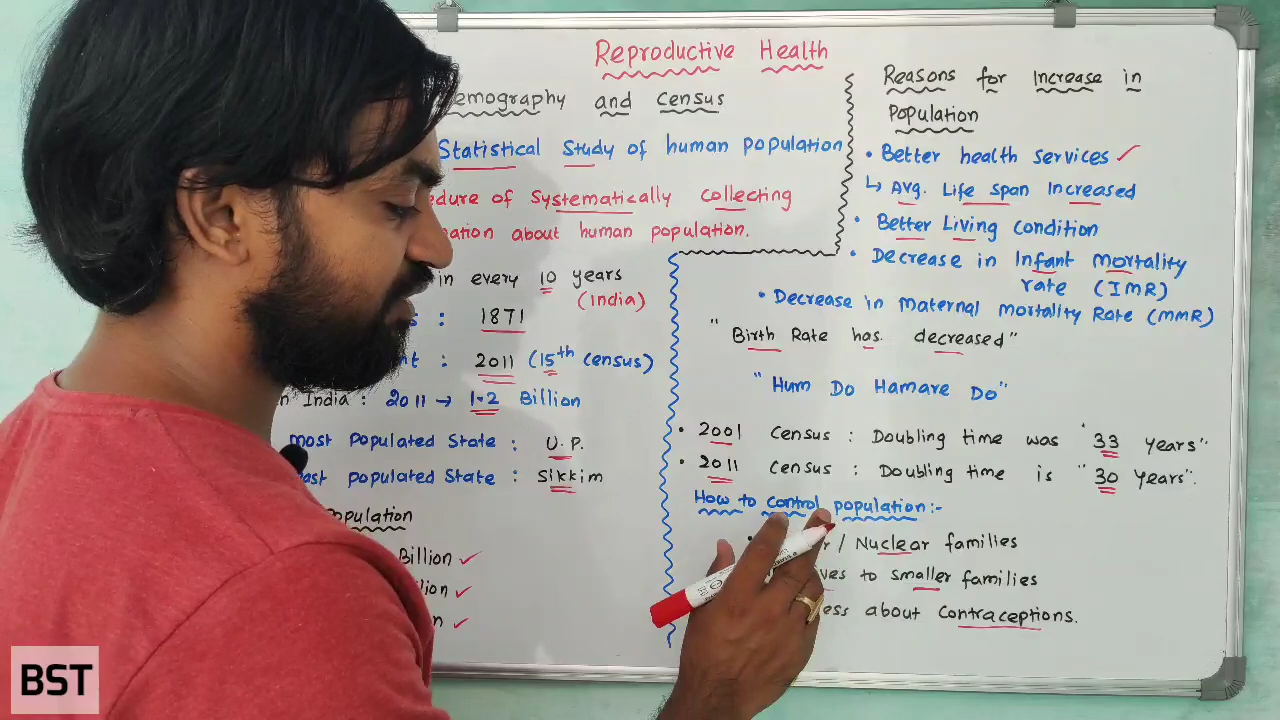 Reproductive Health
emography and Census
Statistical Study of human population
dure of Systematically collecting
ation about human population.
in every 10 years
(India)
s : 1871
nt : 2011 (15th Census)
n India : 2011 → 1.2 Billion
most Populated State : U.P.
ast populated State : Sikkim
opulation
Billion ✓
lion ✓
n ✓
Reasons for Increase in
Population
• Better health services ✓
↳ Avg. Life span Increased
• Better Living condition
• Decrease in Infant mortality
rate (IMR)
• Decrease in Maternal mortality Rate (MMR)
" Birth Rate has decreased"
" Hum Do Hamare Do"
• 2001 Census : Doubling time was " 33 years"
• 2011 Census : Doubling time is " 30 years".
How to control population:-
r / Nuclear families
ves to smaller families
ess about Contraceptions.
BST